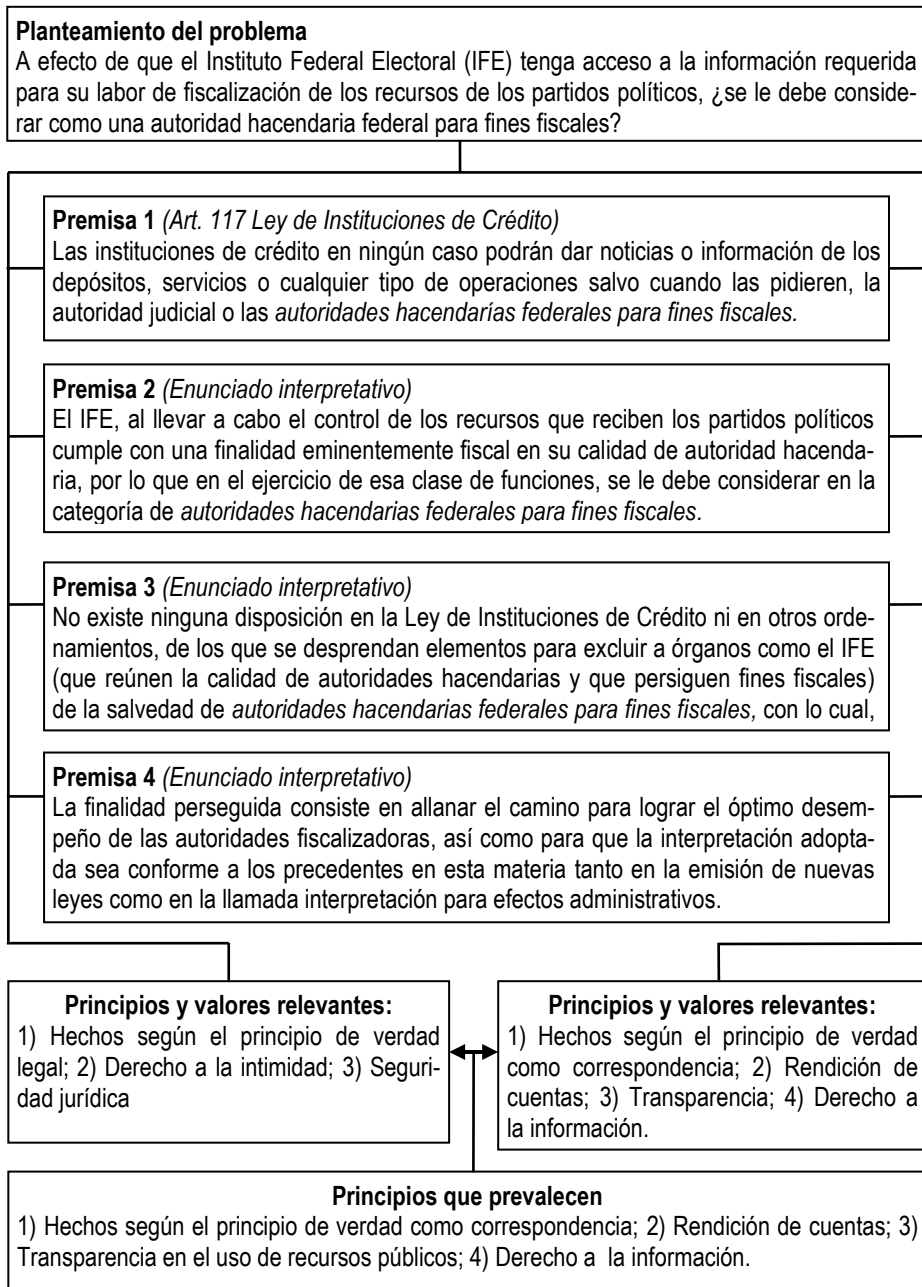 Planteamiento del problema
A efecto de que el Instituto Federal Electoral (IFE) tenga acceso a la información requerida
para su labor de fiscalización de los recursos de los partidos políticos, ¿se le debe conside-
rar como una autoridad hacendaria federal para fines fiscales?
Premisa 1 (Art. 117 Ley de Instituciones de Crédito)
Las instituciones de crédito en ningún caso podrán dar noticias o información de los
depósitos, servicios o cualquier tipo de operaciones salvo cuando las pidieren, la
autoridad judicial o las autoridades hacendarías federales para fines fiscales.
Premisa 2 (Enunciado interpretativo)
El IFE, al llevar a cabo el control de los recursos que reciben los partidos políticos
cumple con una finalidad eminentemente fiscal en su calidad de autoridad hacenda-
ria, por lo que en el ejercicio de esa clase de funciones, se le debe considerar en la
categoría de autoridades hacendarias federales para fines fiscales.
Premisa 3 (Enunciado interpretativo)
No existe ninguna disposición en la Ley de Instituciones de Crédito ni en otros orde-
namientos, de los que se desprendan elementos para excluir a órganos como el IFE
(que reúnen la calidad de autoridades hacendarias y que persiguen fines fiscales)
de la salvedad de autoridades hacendarias federales para fines fiscales, con lo cual,
Premisa 4 (Enunciado interpretativo)
La finalidad perseguida consiste en allanar el camino para lograr el óptimo desem-
peño de las autoridades fiscalizadoras, así como para que la interpretación adopta-
da sea conforme a los precedentes en esta materia tanto en la emisión de nuevas
leyes como en la llamada interpretación para efectos administrativos.
Principios y valores relevantes:
1) Hechos según el principio de verdad
legal; 2) Derecho a la intimidad; 3) Seguri-
dad jurídica
Principios y valores relevantes:
1) Hechos según el principio de verdad
como correspondencia; 2) Rendición de
cuentas; 3) Transparencia; 4) Derecho a
la información.
Principios que prevalecen
1) Hechos según el principio de verdad como correspondencia; 2) Rendición de cuentas; 3)
Transparencia en el uso de recursos públicos; 4) Derecho a la información.